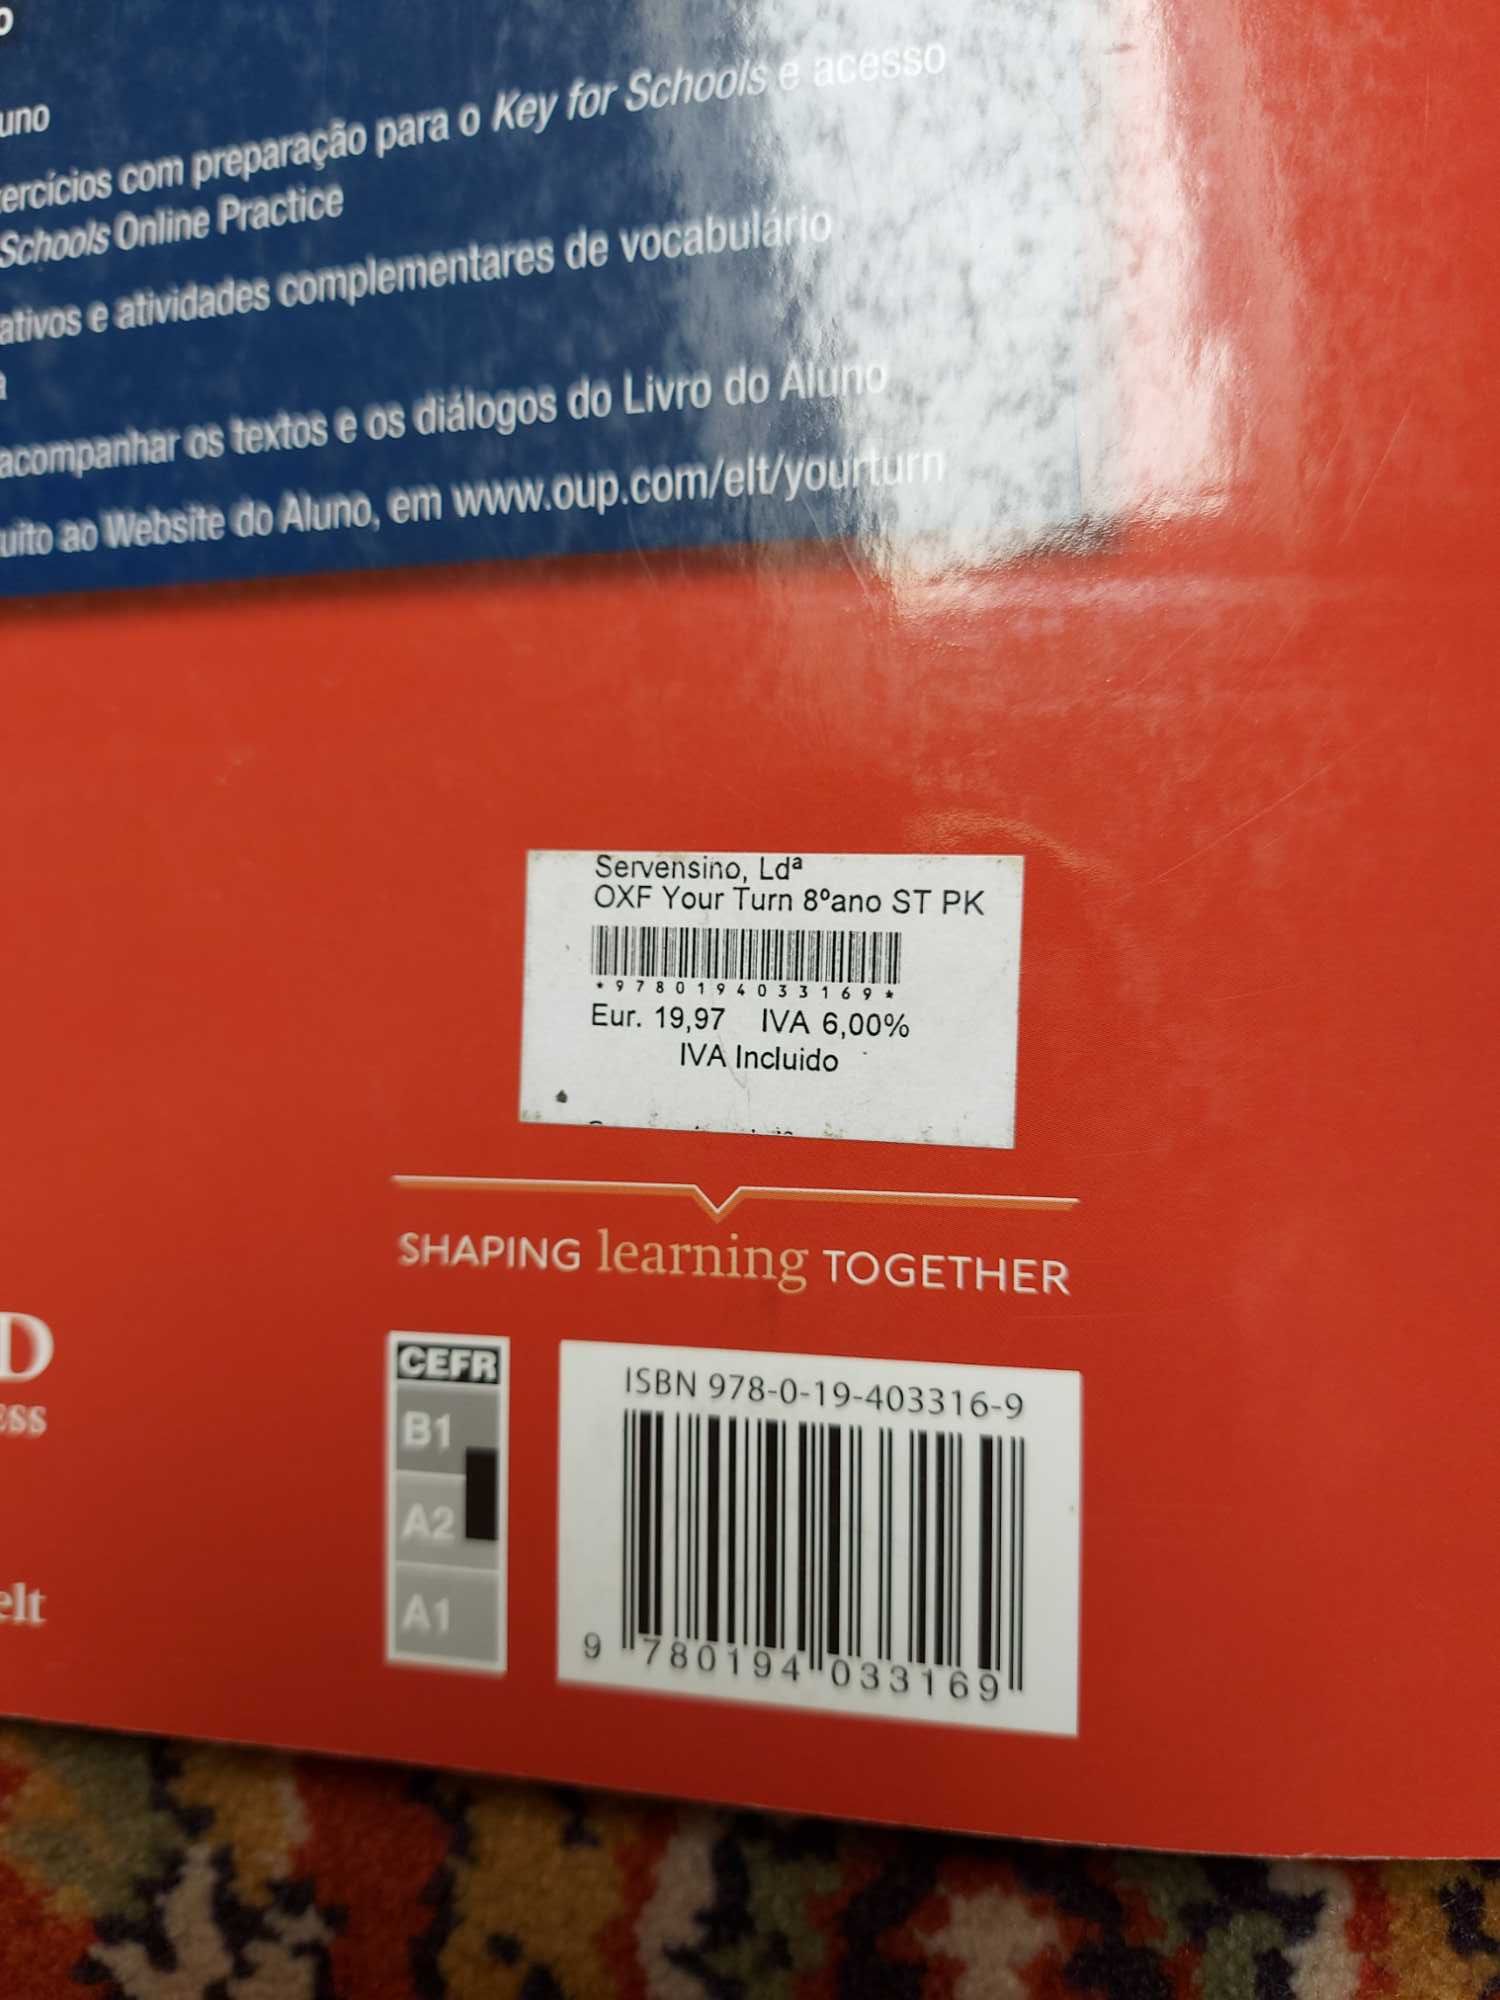 o
uno
ercícios com preparação para o Key for Schools e acesso
Schools Online Practice
ativos e atividades complementares de vocabulário
a
acompanhar os textos e os diálogos do Livro do Aluno
uito ao Website do Aluno, em www.oup.com/elt/yourturn
Servensino, Ldª
OXF Your Turn 8ºano ST PK
*9780194033169*
Eur. 19,97 IVA 6,00%
IVA Incluido
SHAPING learning TOGETHER
D
ess
elt
CEFR
B1
A2
A1
ISBN 978-0-19-403316-9
9 780194 033169